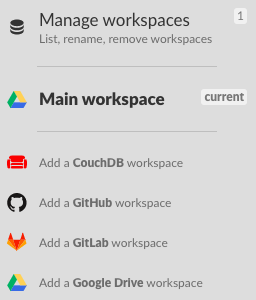 Manage workspaces 1
List, rename, remove workspaces
Main workspace current
Add a CouchDB workspace
Add a GitHub workspace
Add a GitLab workspace
Add a Google Drive workspace